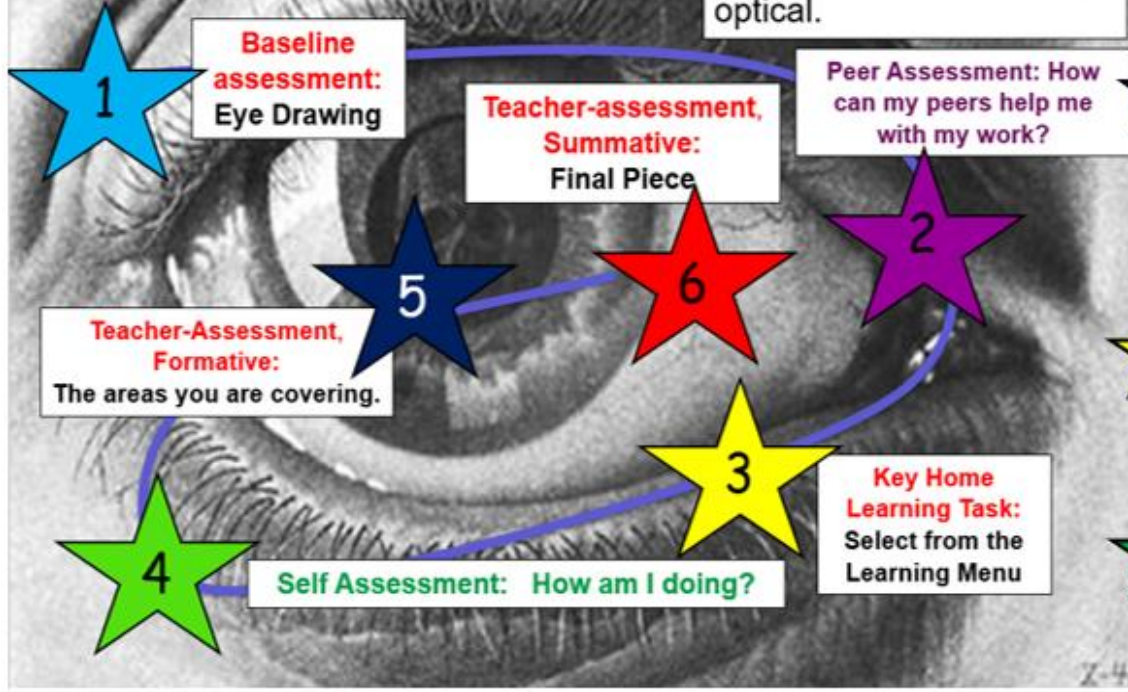 optical.
1
Baseline
assessment:
Eye Drawing
Peer Assessment: How
can my peers help me
with my work?
Teacher-assessment,
Summative:
Final Piece
2
5
6
Teacher-Assessment,
Formative:
The areas you are covering.
3
Key Home
Learning Task:
Select from the
Learning Menu
4
Self Assessment: How am I doing?